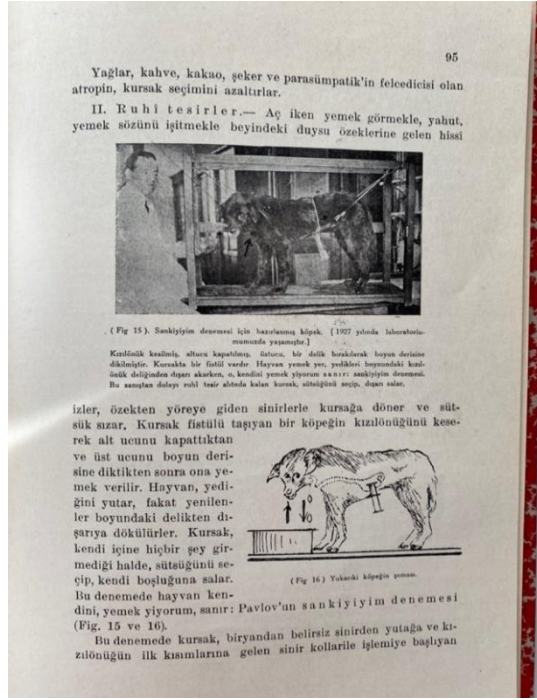 95
Yağlar, kahve, kakao, şeker ve parasümpatik'in felcedicisi olan
atropin, kursak seçimini azaltırlar.
II. Ruhî tesirler.— Aç iken yemek görmekle, yahut,
yemek sözünü işitmekle beyindeki duysu özeklerine gelen hissi
( Fig 15 ). Sankiyiyim denemesi için hazırlanmış köpek. [ 1927 yılında laboratoriu-
mumuzda yaşamıştır.]
Kızılönük kesilmiş, altucu kapatılmış, üstucu, bir delik bırakılarak boyun derisine
dikilmiştir. Kursakta bir fistül vardır. Hayvan yemek yer, yedikleri boynundaki kızıl-
önük deliğinden dışarı akarken, o, kendini yemek yiyorum sanır: sankiyiyim denemesi.
Bu sanıştan dolayı ruhî tesir altında kalan kursak, sütsüğünü seçip, dışarı salar.
izler, özekten yöreye giden sinirlerle kursağa döner ve süt-
sük sızar. Kursak fistülü taşıyan bir köpeğin kızılönüğünü kese-
rek alt ucunu kapattıktan
ve üst ucunu boyun deri-
sine diktikten sonra ona ye-
mek verilir. Hayvan, yedi-
ğini yutar, fakat yenilen-
ler boyundaki delikten dı-
şarıya dökülürler. Kursak,
kendi içine hiçbir şey gir-
mediği halde, sütsüğünü se-
çip, kendi boşluğuna salar.
Bu denemede hayvan ken-
( Fig 16 ) Yukarıki köpeğin şeması.
dini, yemek yiyorum, sanır: Pavlov'un sankiyiyim denemesi
(Fig. 15 ve 16).
Bu denemede kursak, biryandan belirsiz sinirden yutağa ve kı-
zılönüğün ilk kısımlarına gelen sinir kollarile işlemiye başlıyan